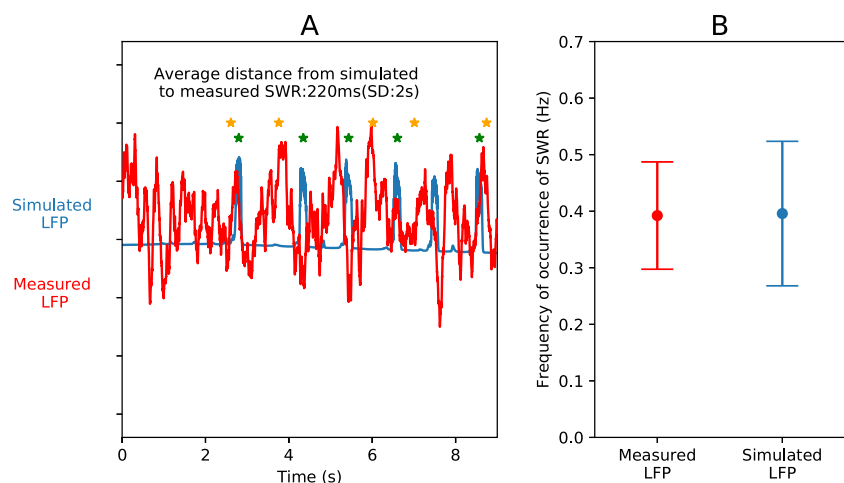 A
Average distance from simulated
to measured SWR:220ms(SD:2s)
Simulated
LFP
Measured
LFP
0 2 4 6 8
Time (s)
B
Frequency of occurrence of SWR (Hz)
0.7
0.6
0.5
0.4
0.3
0.2
0.1
0.0
Measured Simulated
LFP LFP